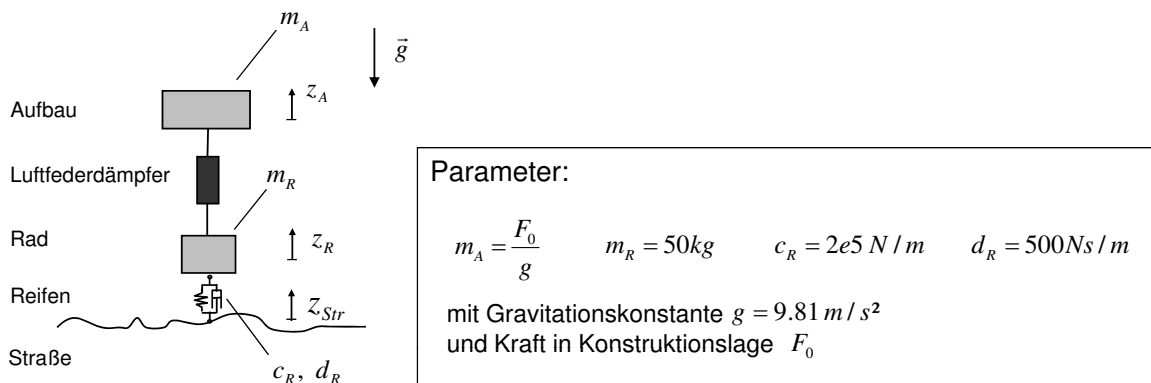 m_A
g⃗
z_A
Aufbau
Luftfederdämpfer
m_R
Rad
z_R
Reifen
z_Str
Straße
c_R, d_R
Parameter:
m_A = F_0 / g    m_R = 50kg    c_R = 2e5 N / m    d_R = 500Ns / m
mit Gravitationskonstante g = 9.81 m / s²
und Kraft in Konstruktionslage F_0